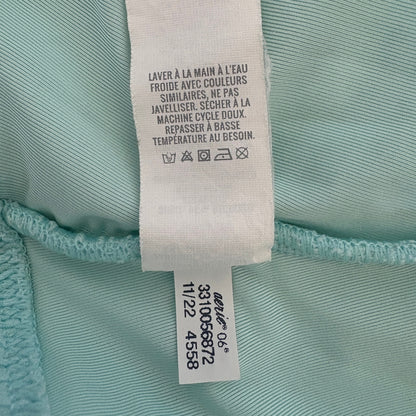 LAVER À LA MAIN À L'EAU
FROIDE AVEC COULEURS
SIMILAIRES, NE PAS
JAVELLISER. SÉCHER À LA
MACHINE CYCLE DOUX.
REPASSER À BASSE
TEMPÉRATURE AU BESOIN.
aerie® 06®
3310056872
11/22 4558